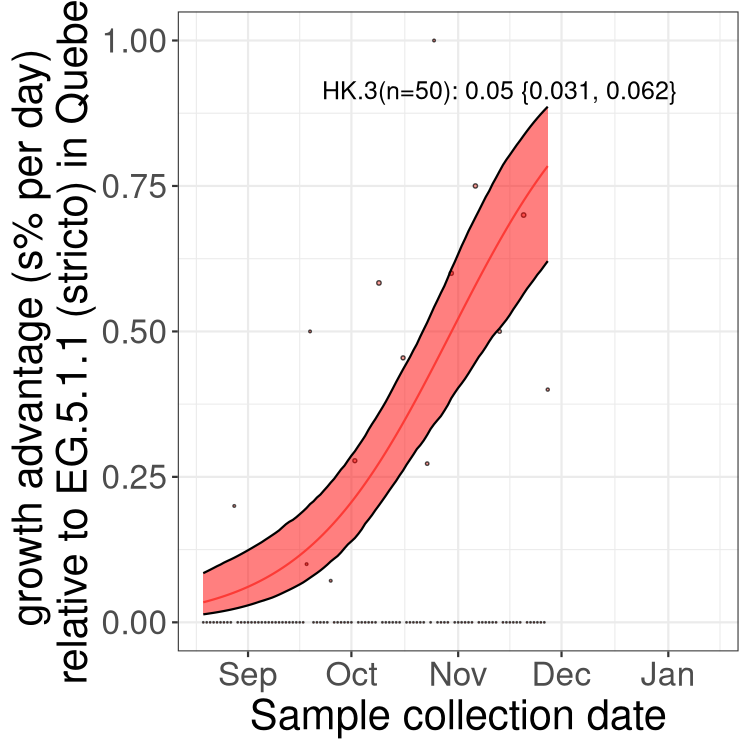 growth advantage (s% per day)
relative to EG.5.1.1 (stricto) in Quebe
1.00
0.75
0.50
0.25
0.00
HK.3(n=50): 0.05 {0.031, 0.062}
Sep Oct Nov Dec Jan
Sample collection date